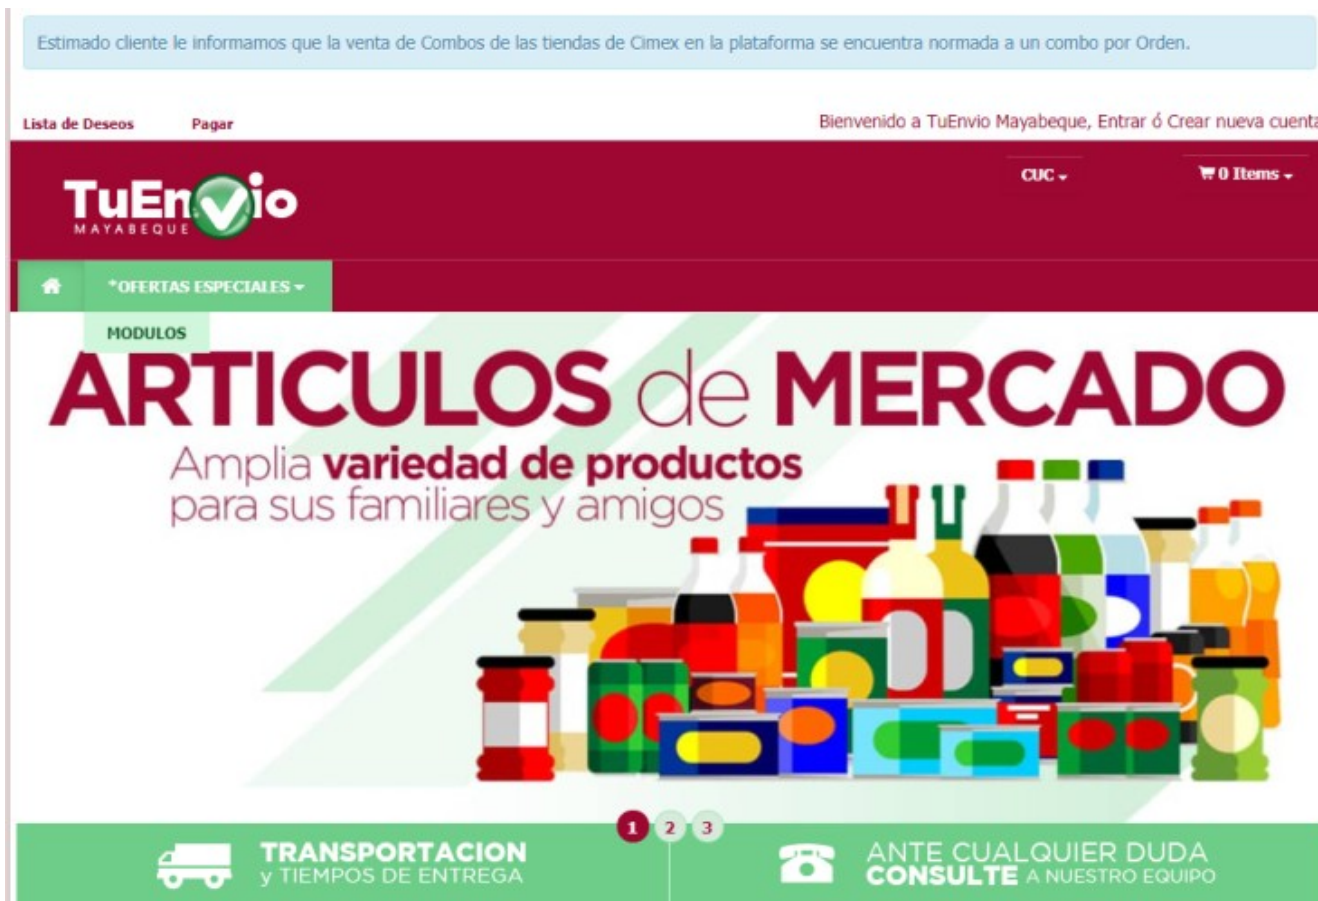 Estimado cliente le informamos que la venta de Combos de las tiendas de Cimex en la plataforma se encuentra normada a un combo por Orden.
Lista de Deseos Pagar Bienvenido a TuEnvio Mayabeque, Entrar ó Crear nueva cuenta
CUC 0 Items
TuEnvio
MAYABEQUE
*OFERTAS ESPECIALES
MODULOS
ARTICULOS de MERCADO
Amplia variedad de productos
para sus familiares y amigos
1 2 3
TRANSPORTACION
y TIEMPOS DE ENTREGA
ANTE CUALQUIER DUDA
CONSULTE A NUESTRO EQUIPO